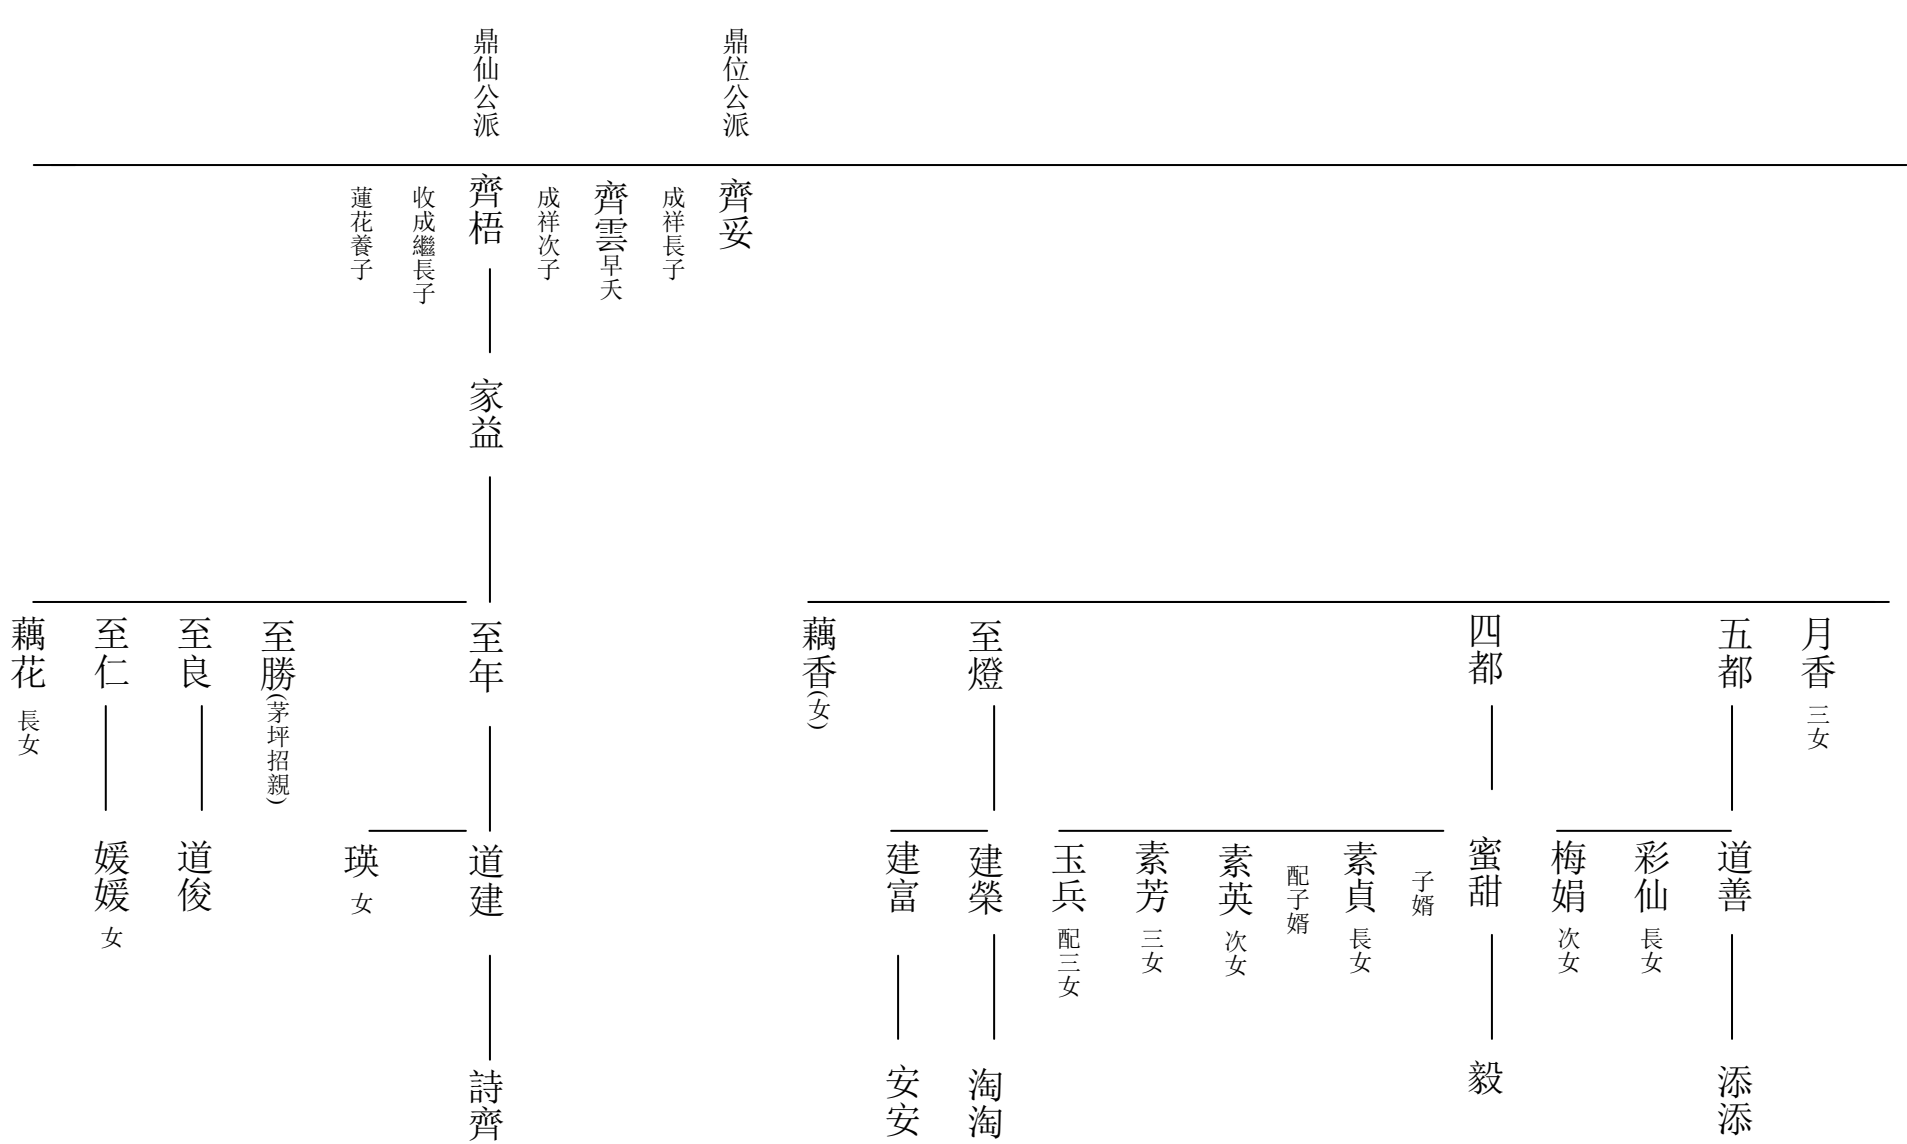 鼎位公派
鼎仙公派
齊妥
成祥長子
齊雲早夭
成祥次子
齊梧
收成繼長子
蓮花養子
家益
月香 三女
五都
四都
至燈
藕香(女)
至年
至勝(茅坪招親)
至良
至仁
藕花 長女
道善
彩仙 長女
梅娟 次女
蜜甜
子婿
素貞 長女
配子婿
素英 次女
素芳 三女
玉兵 配三女
建榮
建富
道建
瑛 女
道俊
媛媛 女
添添
毅
淘淘
安安
詩齊